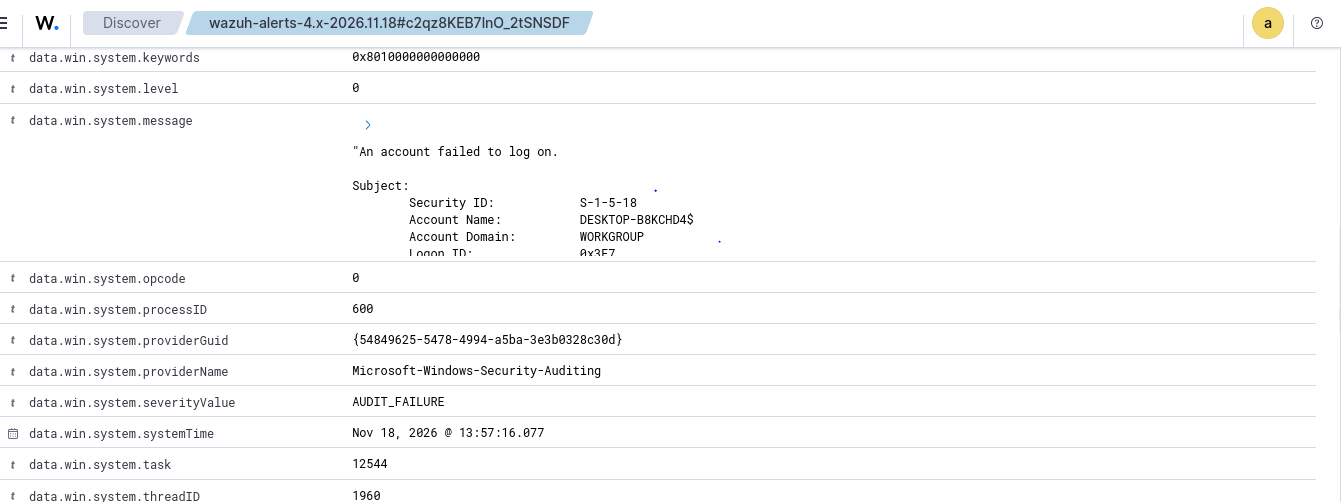 W. Discover wazuh-alerts-4.x-2026.11.18#c2qz8KEB7lnO_2tSNSDF a
t data.win.system.keywords 0x8010000000000000
t data.win.system.level 0
t data.win.system.message
"An account failed to log on.
Subject:
Security ID: S-1-5-18
Account Name: DESKTOP-B8KCHD4$
Account Domain: WORKGROUP
Logon ID: 0x3E7
t data.win.system.opcode 0
t data.win.system.processID 600
t data.win.system.providerGuid {54849625-5478-4994-a5ba-3e3b0328c30d}
t data.win.system.providerName Microsoft-Windows-Security-Auditing
t data.win.system.severityValue AUDIT_FAILURE
data.win.system.systemTime Nov 18, 2026 @ 13:57:16.077
t data.win.system.task 12544
t data.win.system.threadID 1960